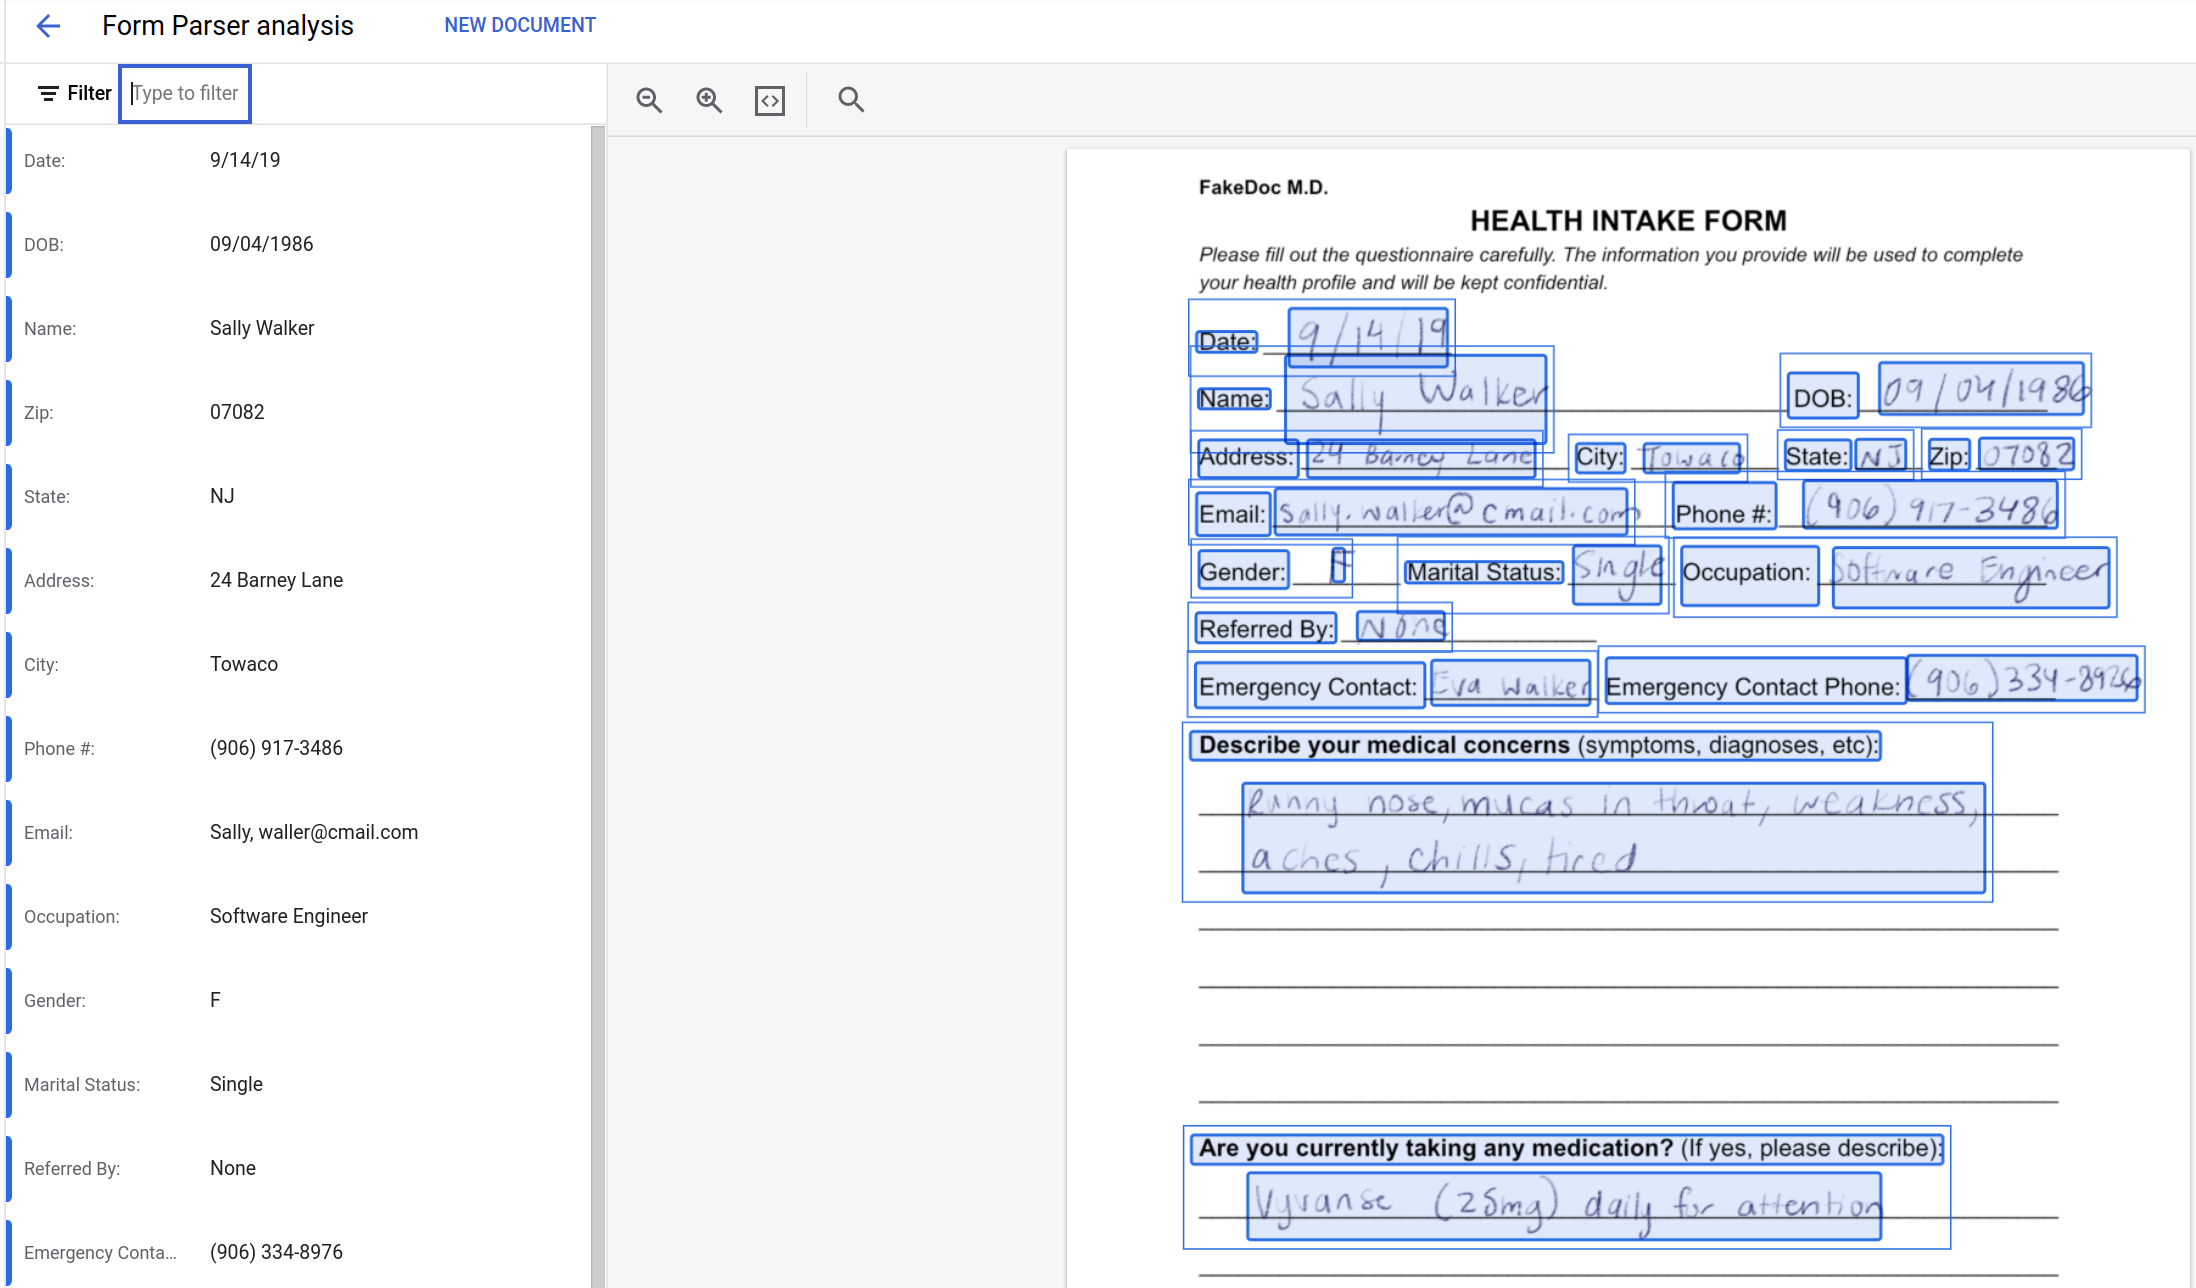 Form Parser analysis
NEW DOCUMENT
Filter
Type to filter
Date: 9/14/19
DOB: 09/04/1986
Name: Sally Walker
Zip: 07082
State: NJ
Address: 24 Barney Lane
City: Towaco
Phone #: (906) 917-3486
Email: Sally, waller@cmail.com
Occupation: Software Engineer
Gender: F
Marital Status: Single
Referred By: None
Emergency Conta... (906) 334-8976
FakeDoc M.D.
HEALTH INTAKE FORM
Please fill out the questionnaire carefully. The information you provide will be used to complete
your health profile and will be kept confidential.
Date: 9/14/19
Name: Sally Walker DOB: 09/04/1986
Address: 24 Barney Lane City: Towaco State: NJ Zip: 07082
Email: Sally.walker@cmail.com Phone #: (906) 917-3486
Gender: F Marital Status: Single Occupation: Software Engineer
Referred By: None
Emergency Contact: Eva Walker Emergency Contact Phone: (906)334-8926
Describe your medical concerns (symptoms, diagnoses, etc):
Runny nose, mucas in throat, weakness,
aches, chills, tired
Are you currently taking any medication? (If yes, please describe):
Vyvanse (25mg) daily for attention